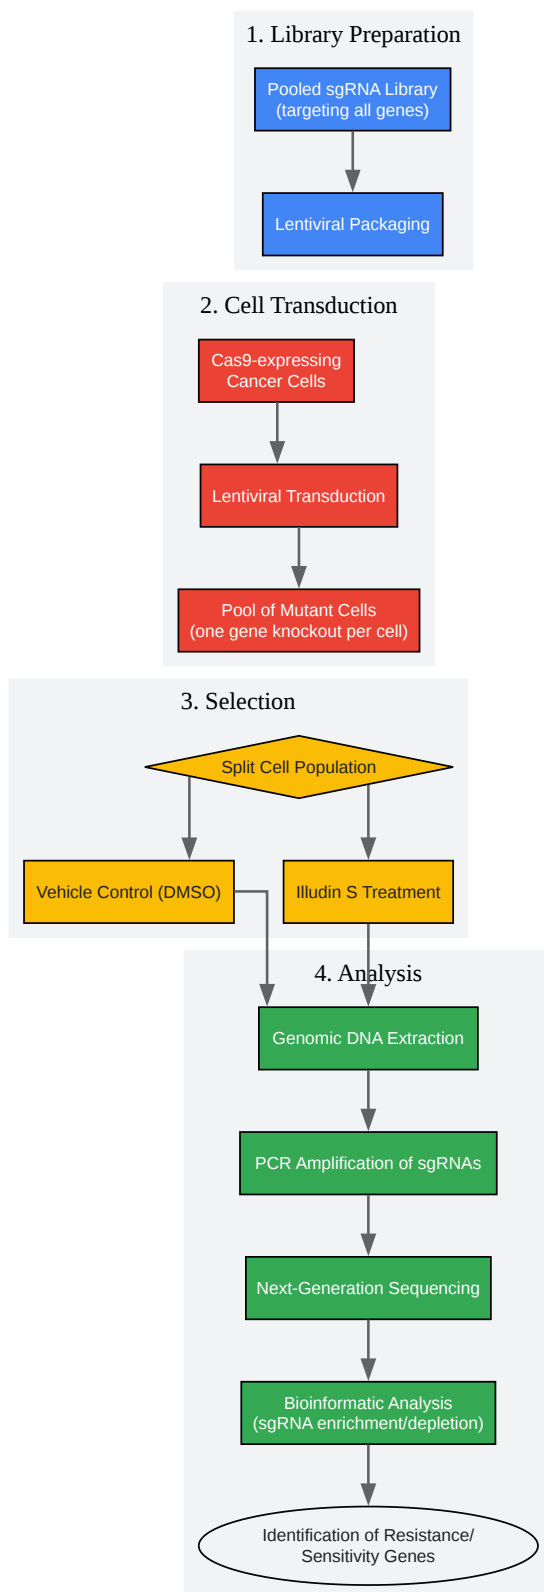 1. Library Preparation
Pooled sgRNA Library
(targeting all genes)
Lentiviral Packaging
2. Cell Transduction
Cas9-expressing
Cancer Cells
Lentiviral Transduction
Pool of Mutant Cells
(one gene knockout per cell)
3. Selection
Split Cell Population
Vehicle Control (DMSO)
Illudin S Treatment
4. Analysis
Genomic DNA Extraction
PCR Amplification of sgRNAs
Next-Generation Sequencing
Bioinformatic Analysis
(sgRNA enrichment/depletion)
Identification of Resistance/
Sensitivity Genes